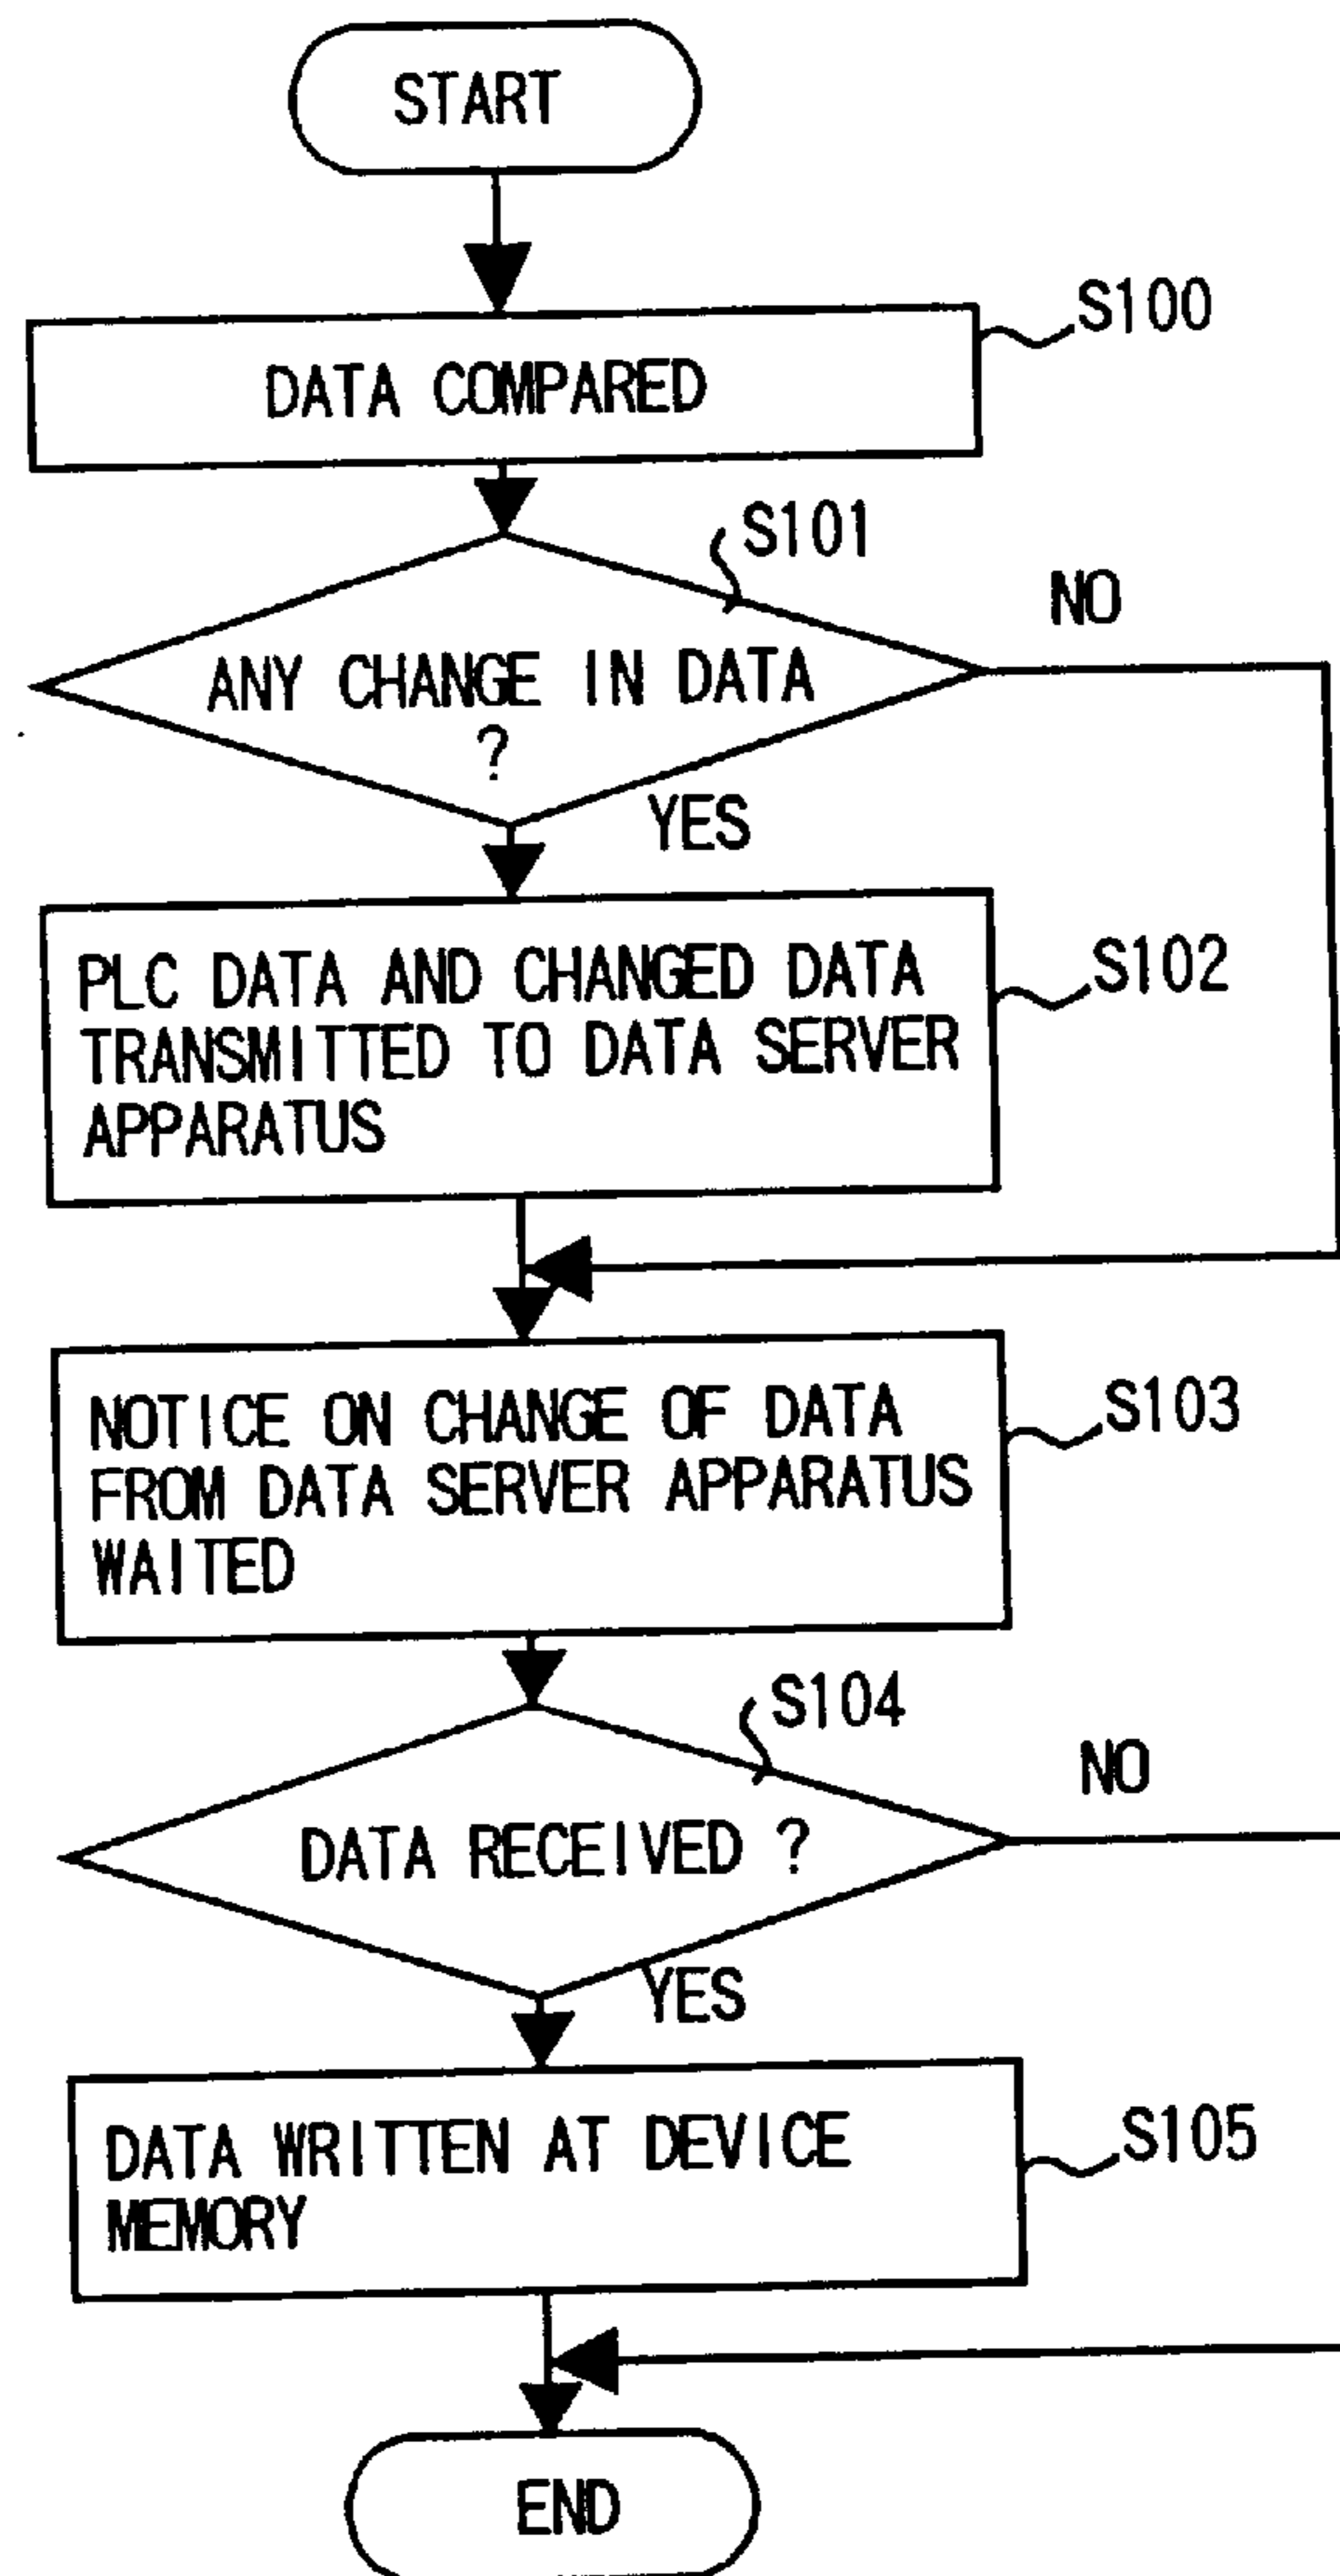 START
S100
DATA COMPARED
S101
NO
ANY CHANGE IN DATA
?
YES
PLC DATA AND CHANGED DATA
TRANSMITTED TO DATA SERVER
APPARATUS
S102
NOTICE ON CHANGE OF DATA
FROM DATA SERVER APPARATUS
WAITED
S103
S104
NO
DATA RECEIVED ?
YES
DATA WRITTEN AT DEVICE
MEMORY
S105
END